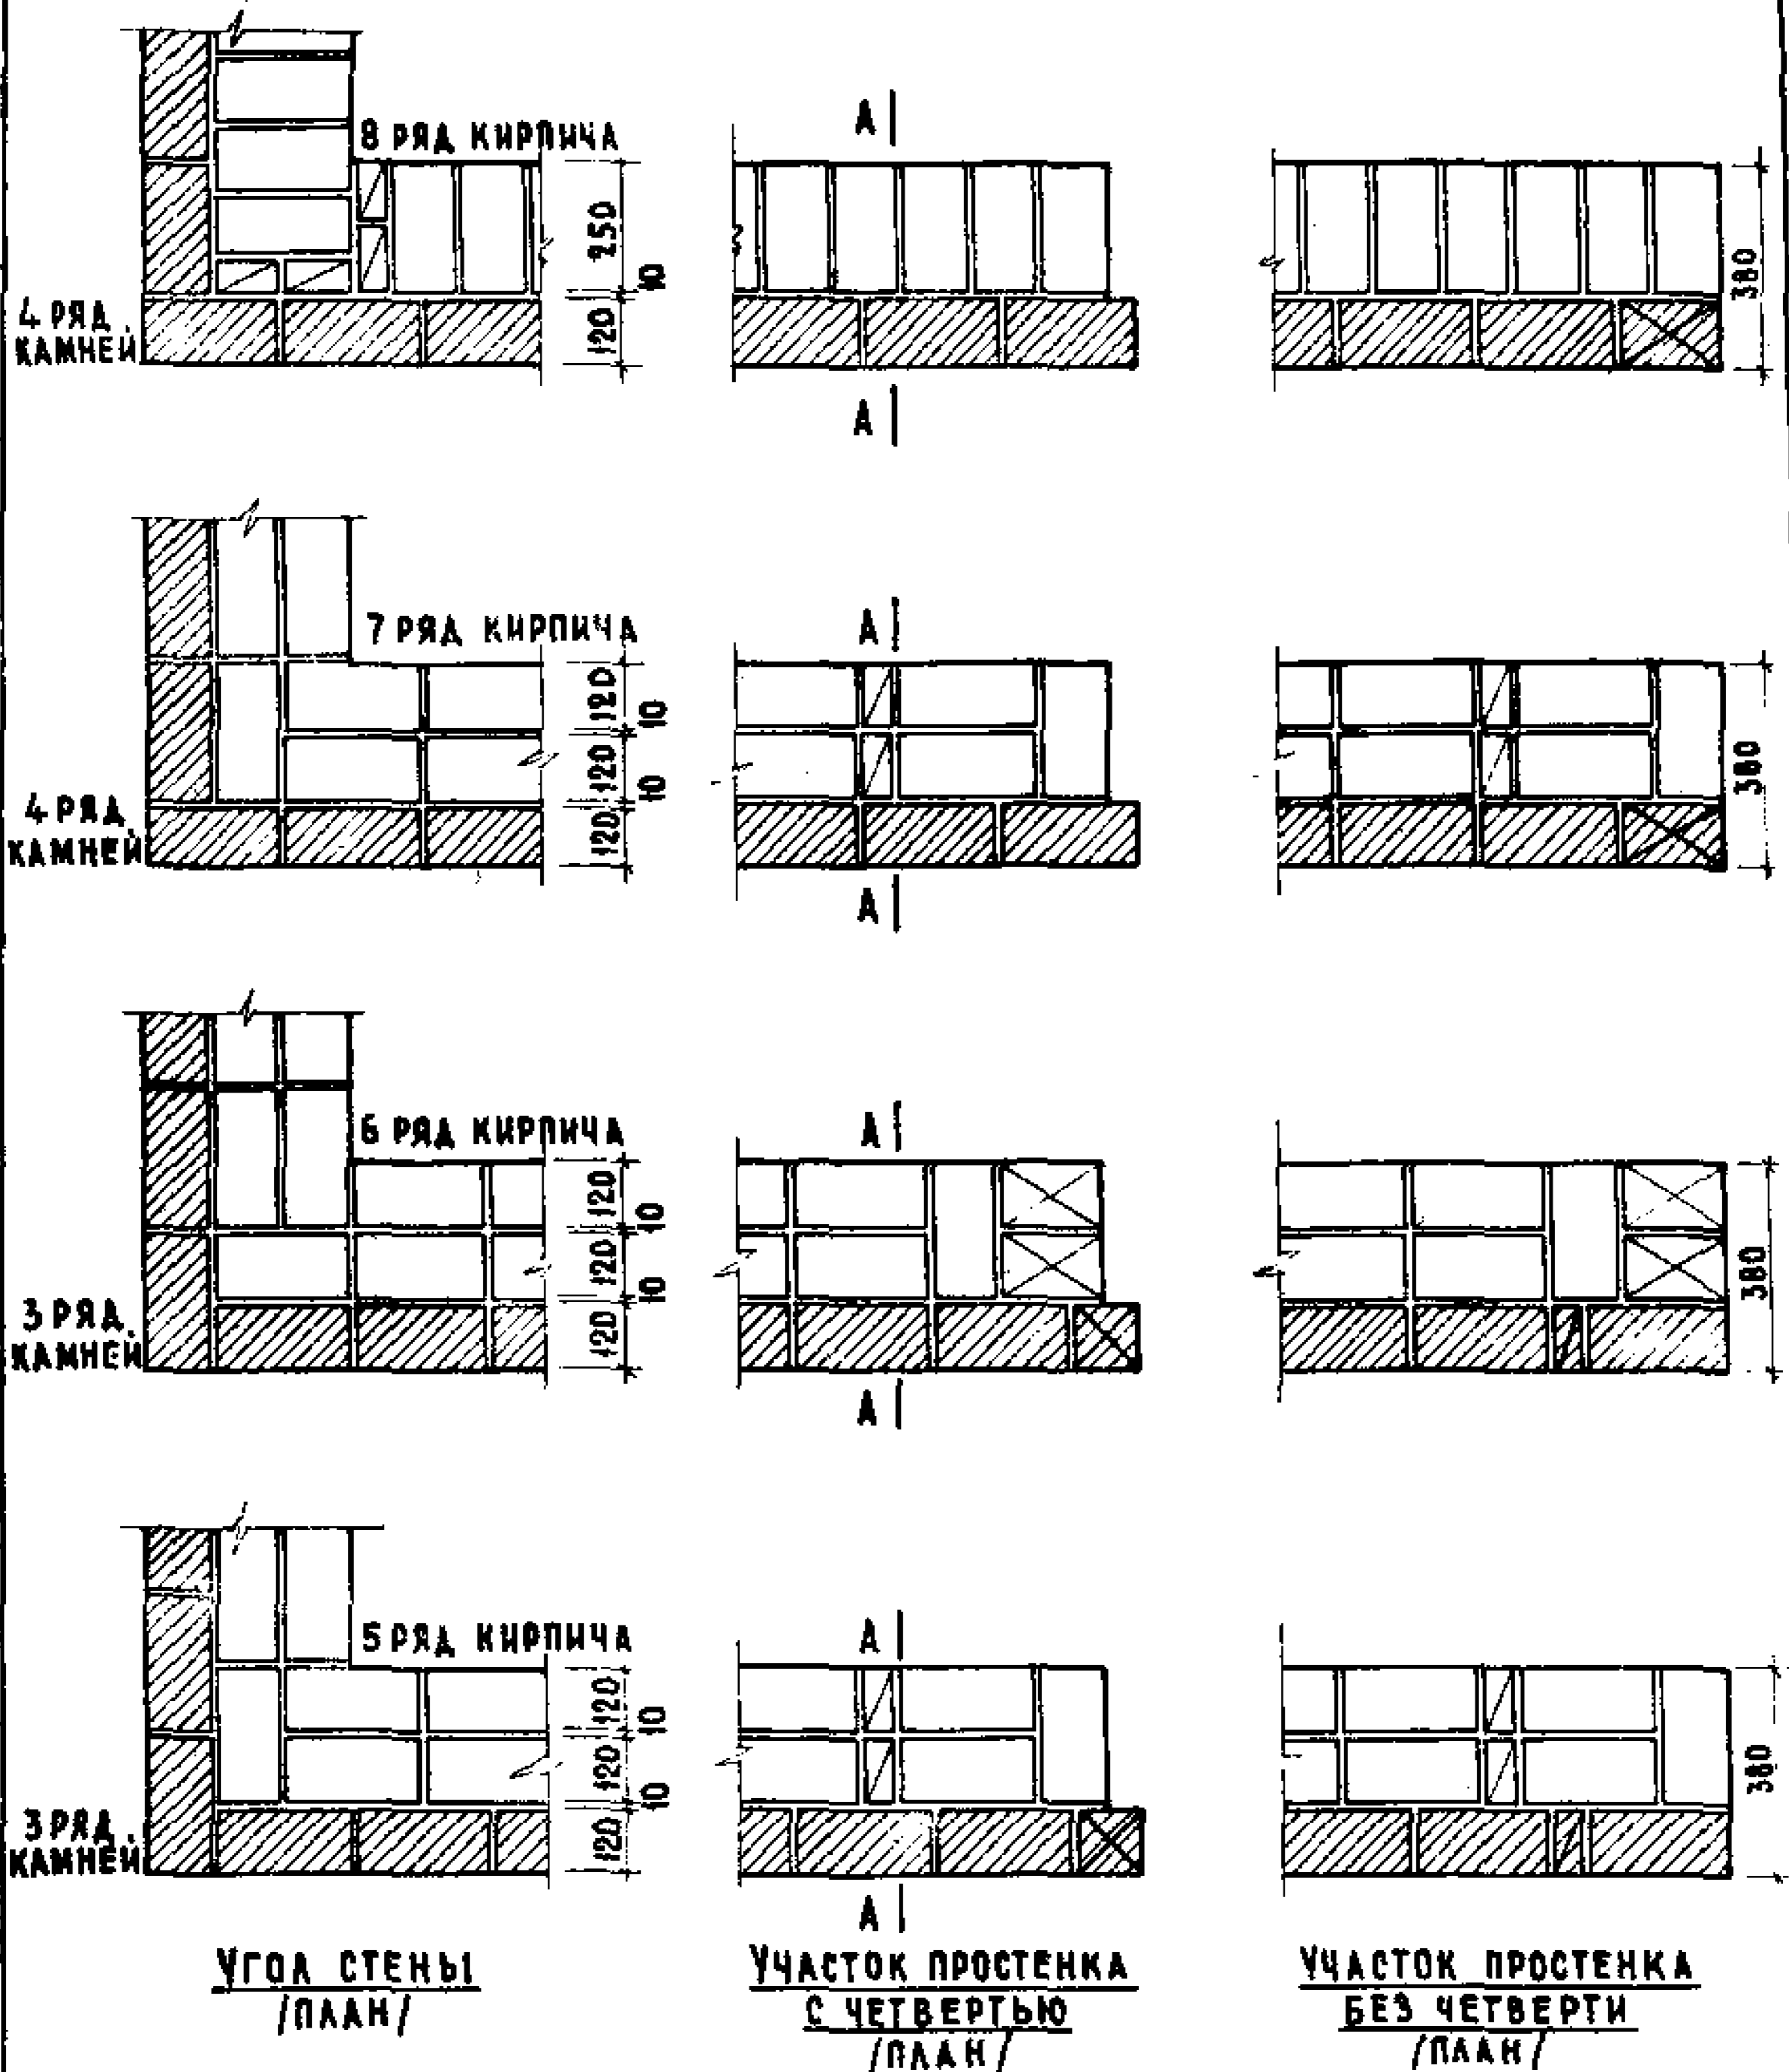 8 РЯД КИРПИЧА
4 РЯД.
КАМНЕЙ
250
10
120
А
А
380
7 РЯД КИРПИЧА
4 РЯД.
КАМНЕЙ
120
10
120
10
120
А
А
380
6 РЯД КИРПИЧА
3 РЯД.
КАМНЕЙ
120
10
120
10
120
А
А
380
5 РЯД КИРПИЧА
3 РЯД.
КАМНЕЙ
120
10
120
10
120
А
А
380
УГОЛ СТЕНЫ
/ПЛАН/
УЧАСТОК ПРОСТЕНКА
С ЧЕТВЕРТЬЮ
/ПЛАН/
УЧАСТОК ПРОСТЕНКА
БЕЗ ЧЕТВЕРТИ
/ПЛАН/